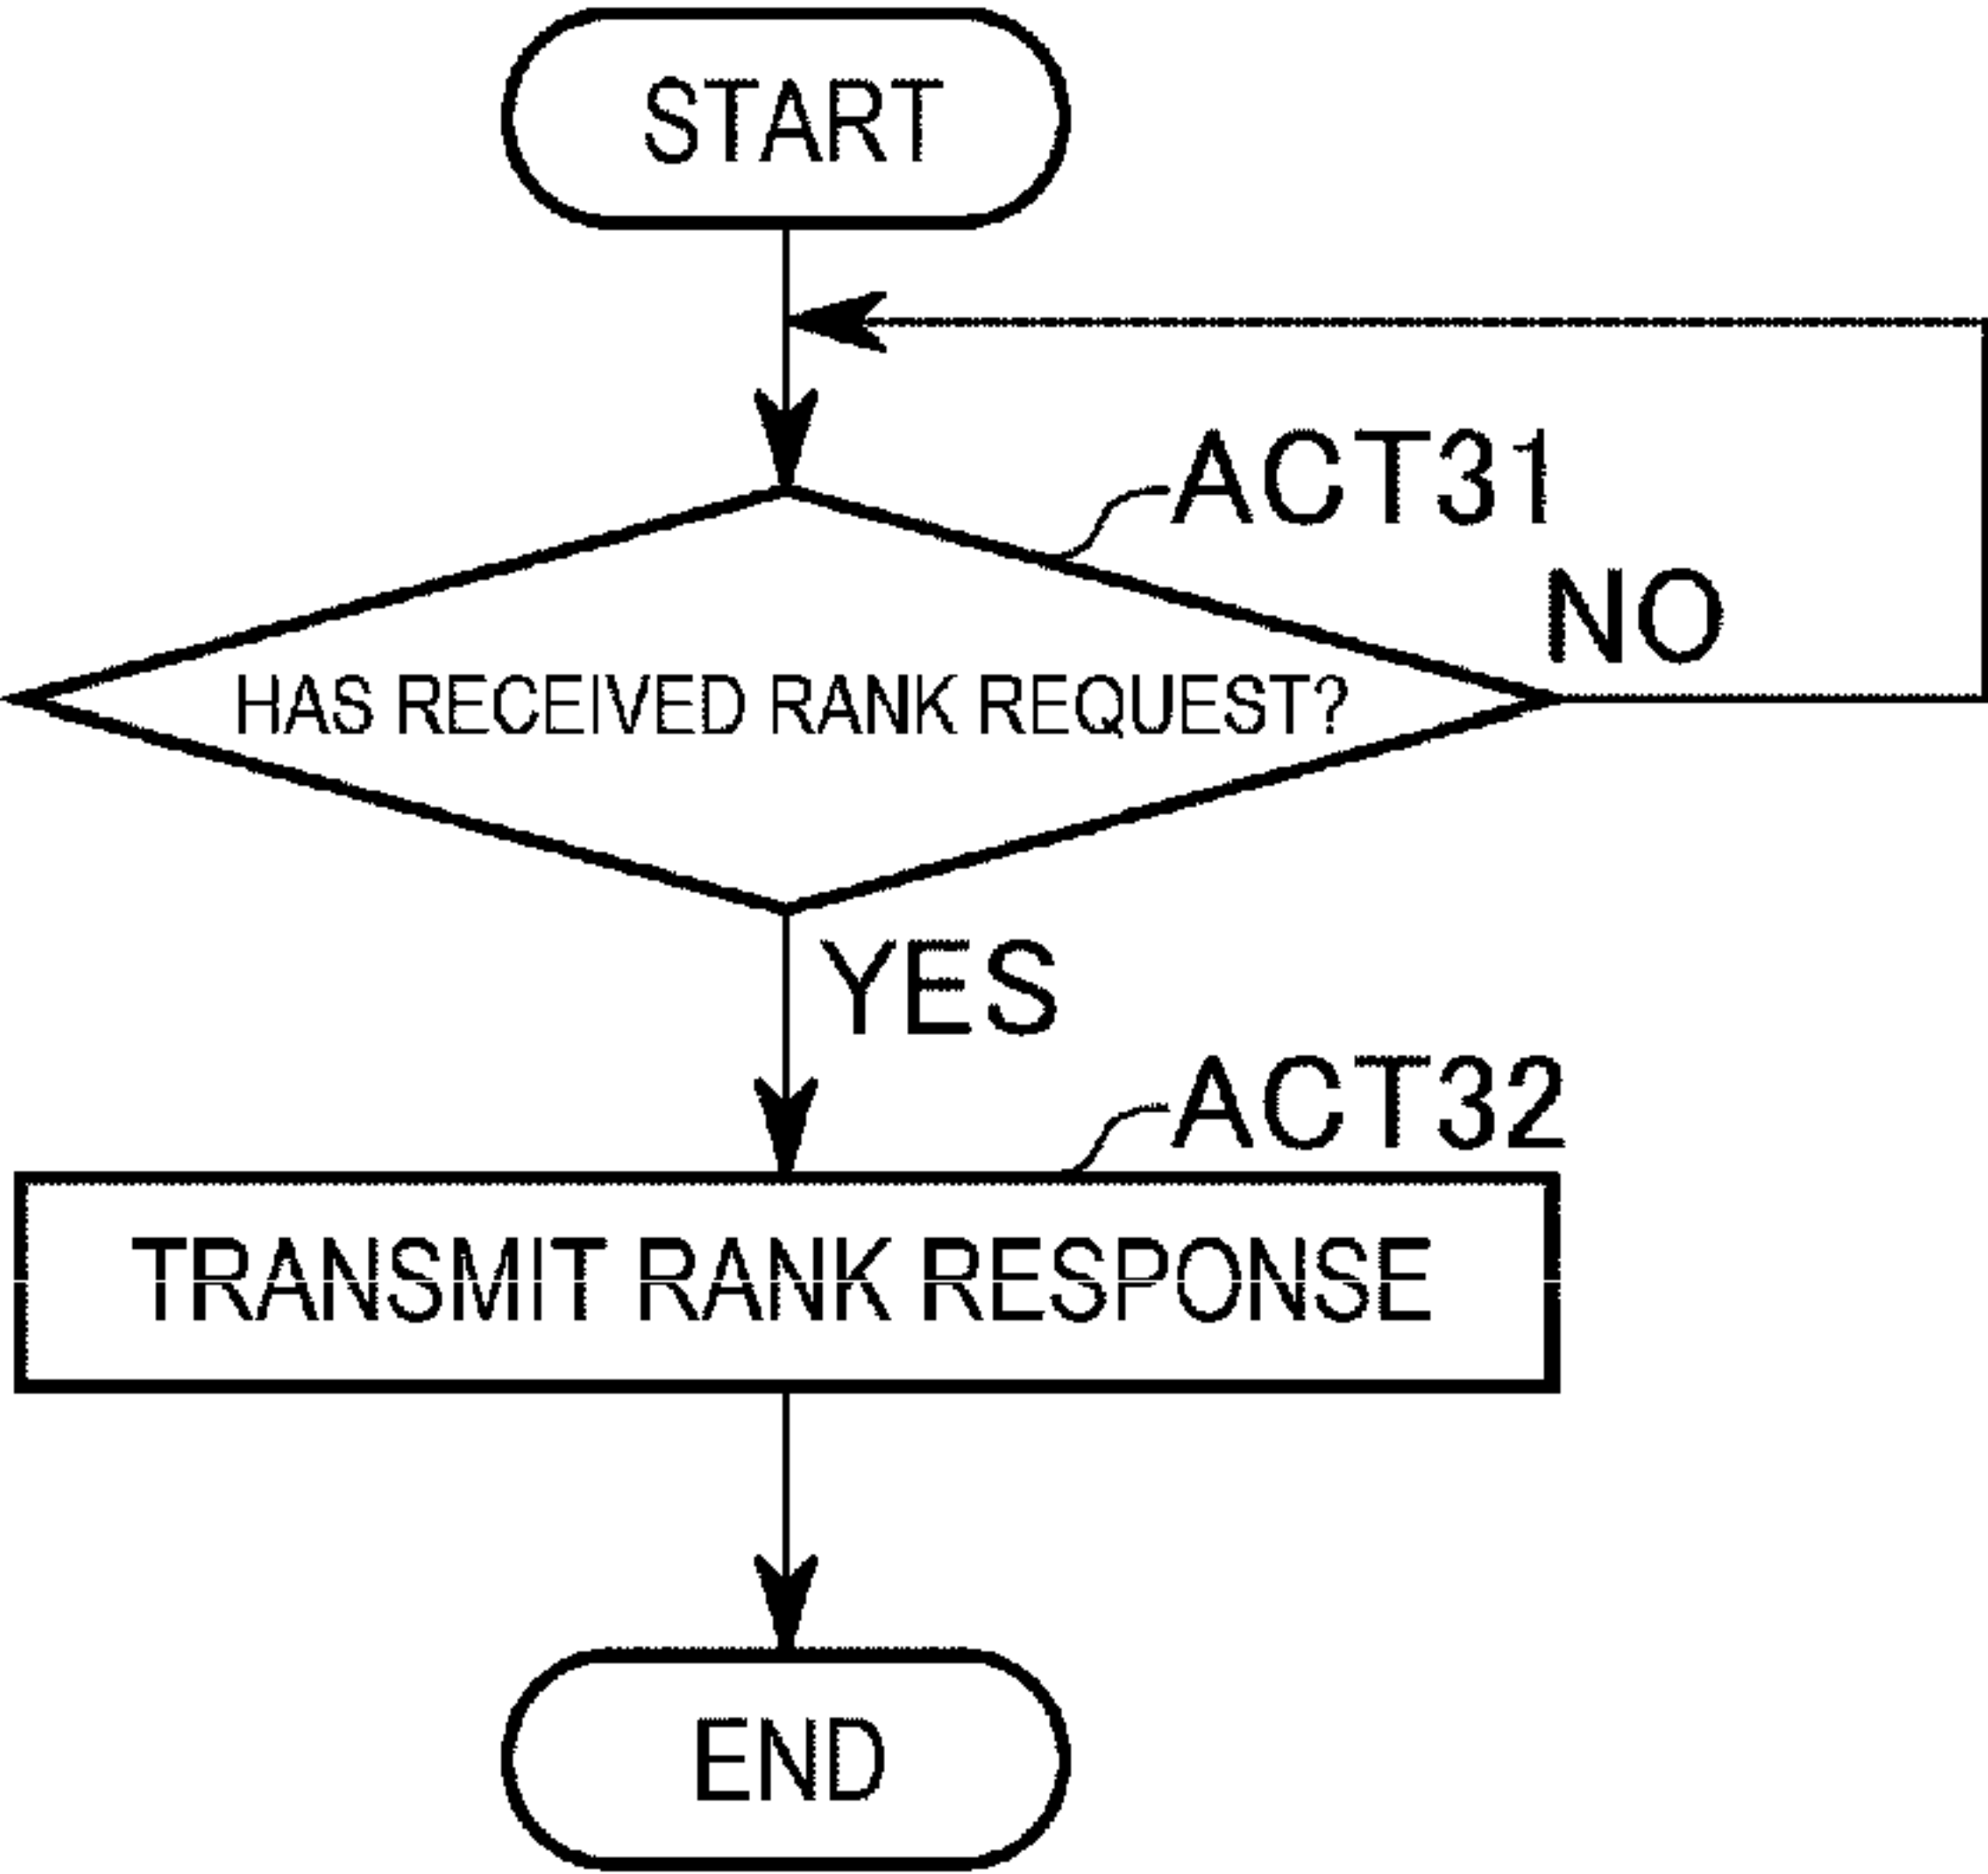 START
ACT31
NO
HAS RECEIVED RANK REQUEST?
YES
ACT32
TRANSMIT RANK RESPONSE
END